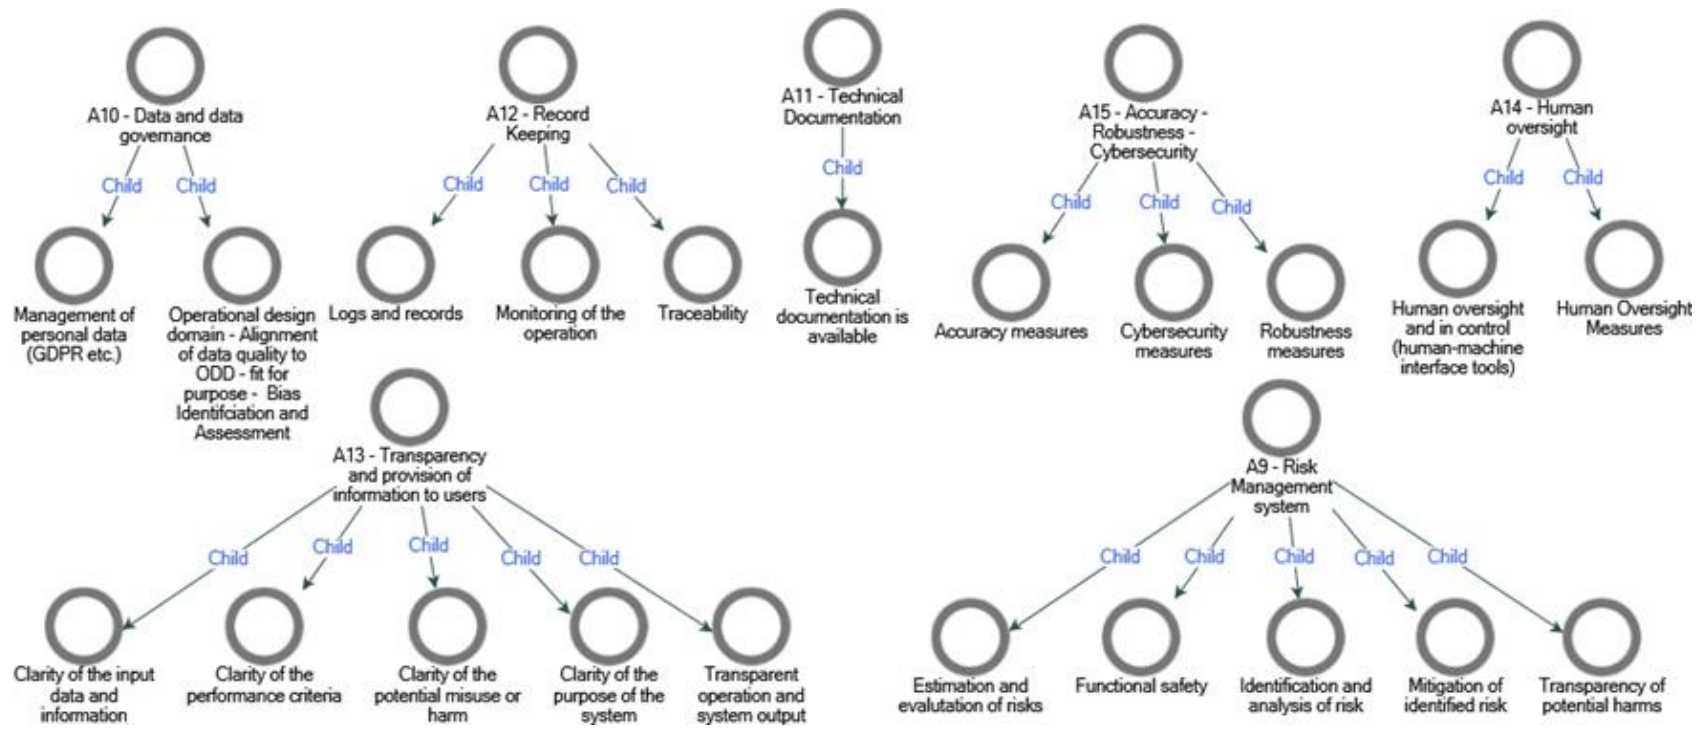 A10 - Data and data
governance
Child
Child
Management of
personal data
(GDPR etc.)
Operational design
domain - Alignment
of data quality to
ODD - fit for
purpose - Bias
Identifciation and
Assessment
A12 - Record
Keeping
Child
Child
Child
Logs and records
Monitoring of the
operation
Traceability
A11 - Technical
Documentation
Child
Technical
documentation is
available
A15 - Accuracy -
Robustness -
Cybersecurity
Child
Child
Child
Accuracy measures
Cybersecurity
measures
Robustness
measures
A14 - Human
oversight
Child
Child
Human oversight
and in control
(human-machine
interface tools)
Human Oversight
Measures
A13 - Transparency
and provision of
information to users
Child
Child
Child
Child
Child
Clarity of the input
data and
information
Clarity of the
performance criteria
Clarity of the
potential misuse or
harm
Clarity of the
purpose of the
system
Transparent
operation and
system output
A9 - Risk
Management
system
Child
Child
Child
Child
Child
Estimation and
evalutation of risks
Functional safety
Identification and
analysis of risk
Mitigation of
identified risk
Transparency of
potential harms